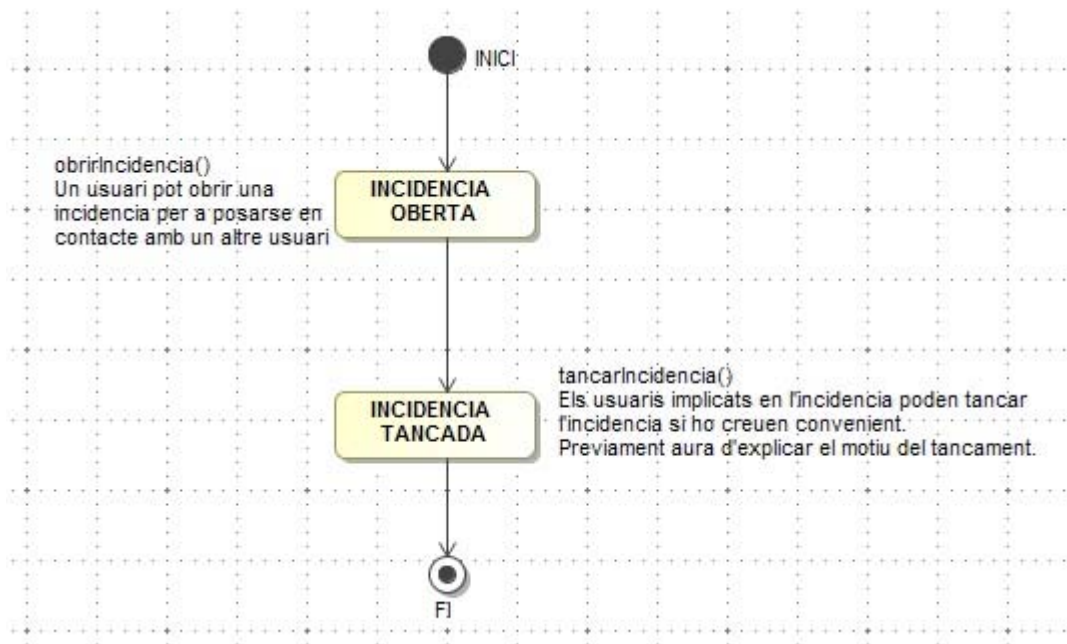 INICI
obrirIncidencia()
Un usuari pot obrir una
incidencia per a posarse en
contacte amb un altre usuari
INCIDENCIA
OBERTA
tancarIncidencia()
Els usuaris implicats en l'incidencia poden tancar
l'incidencia si ho creuen convenient.
Previament aura d'explicar el motiu del tancament.
INCIDENCIA
TANCADA
FI